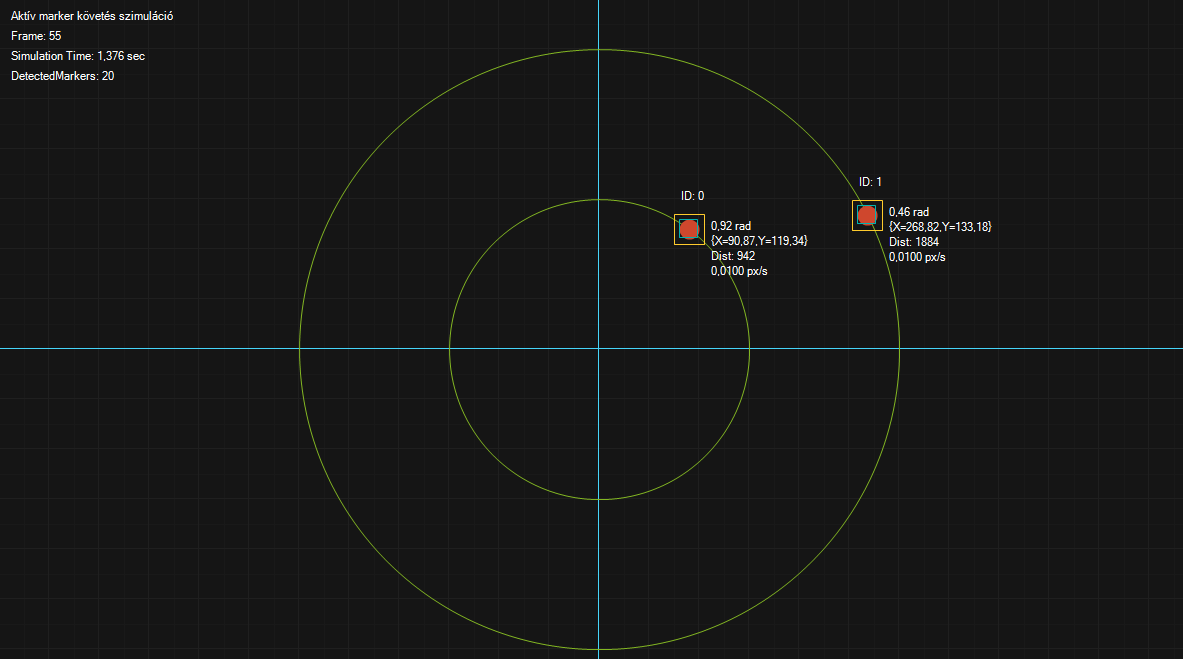 Aktív marker követés szimuláció
Frame: 55
Simulation Time: 1,376 sec
DetectedMarkers: 20
ID: 1
ID: 0
0,46 rad
{X=268,82,Y=133,18}
Dist: 1884
0,0100 px/s
0,92 rad
{X=90,87,Y=119,34}
Dist: 942
0,0100 px/s